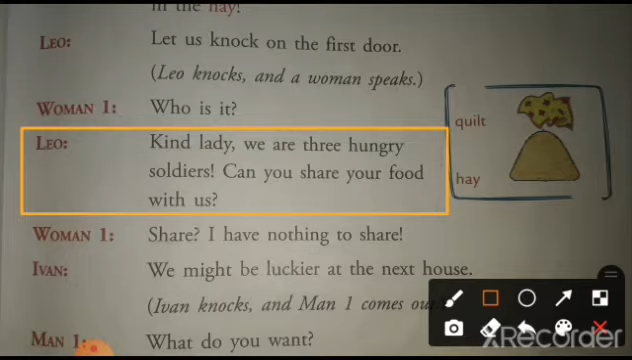 in the hay!
LEO: Let us knock on the first door.
(Leo knocks, and a woman speaks.)
WOMAN 1: Who is it?
LEO: Kind lady, we are three hungry
soldiers! Can you share your food
with us?
quilt
hay
WOMAN 1: Share? I have nothing to share!
IVAN: We might be luckier at the next house.
(Ivan knocks, and Man 1 comes out.
MAN 1: What do you want?
XRecorder